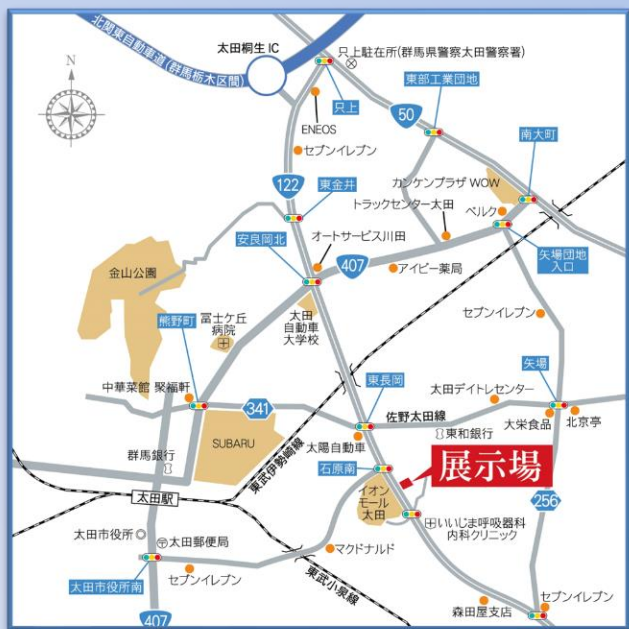 北関東自動車道(群馬栃木区間)
太田桐生IC
只上駐在所(群馬県警察太田警察署)
N
只上
東部工業団地
ENEOS
50
南大町
セブンイレブン
カンケンプラザ WOW
122
東金井
トラックセンター太田
ベルク
安良岡北
オートサービス川田
407
アイピー薬局
矢場団地
入口
金山公園
熊野町
富士ケ丘
病院
太田
自動車
大学校
セブンイレブン
矢場
中華菜館 聚福軒
341
東長岡
佐野太田線
太田デイトレセンター
大栄食品
北京亭
SUBARU
太陽自動車
東和銀行
群馬銀行
東武伊勢崎線
石原南
展示場
太田駅
イオン
モール
太田
256
いいじま呼吸器科
内科クリニック
太田市役所
太田郵便局
マクドナルド
太田市役所南
セブンイレブン
東武小泉線
森田屋支店
セブンイレブン
407